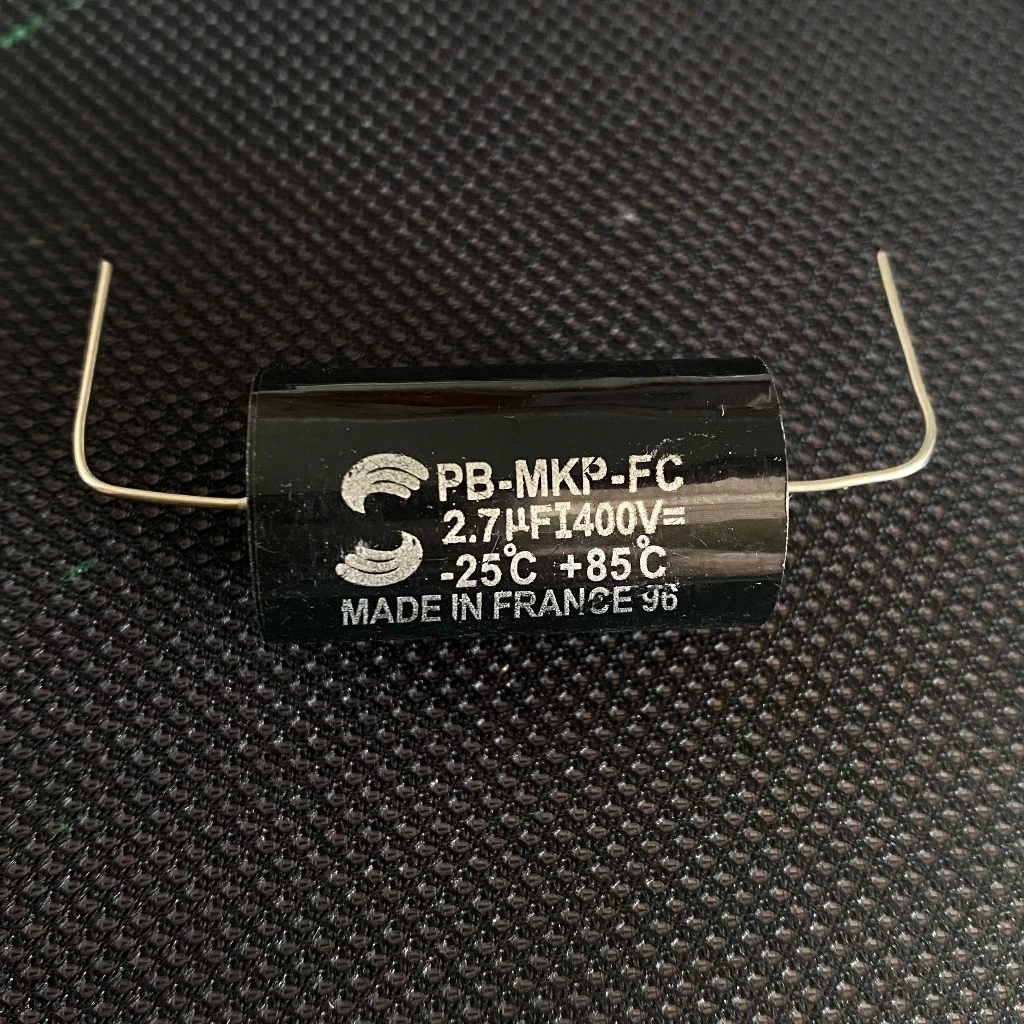 PB-MKP-FC
2.7µFI400V=
-25°C +85°C
MADE IN FRANCE 96